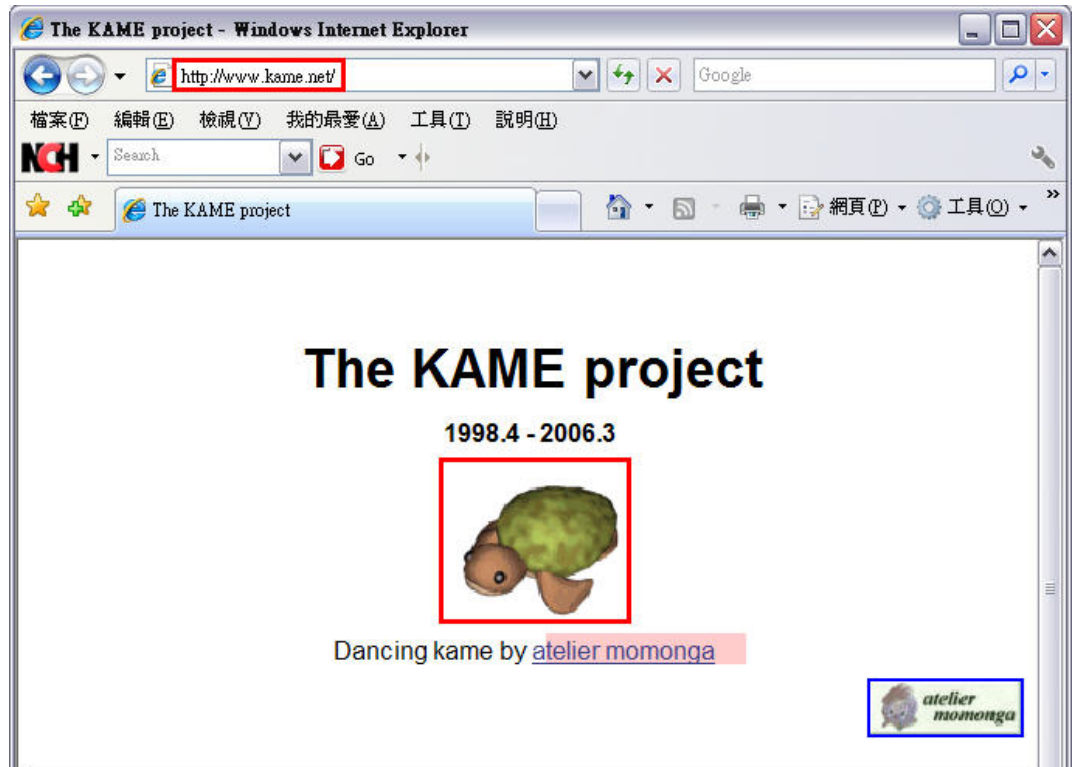 The KAME project - Windows Internet Explorer
http://www.kame.net/
Google
檔案(F) 編輯(E) 檢視(V) 我的最愛(A) 工具(T) 說明(H)
NCH Search Go
The KAME project
網頁(P) 工具(O)
The KAME project
1998.4 - 2006.3
Dancing kame by atelier momonga
atelier
momonga